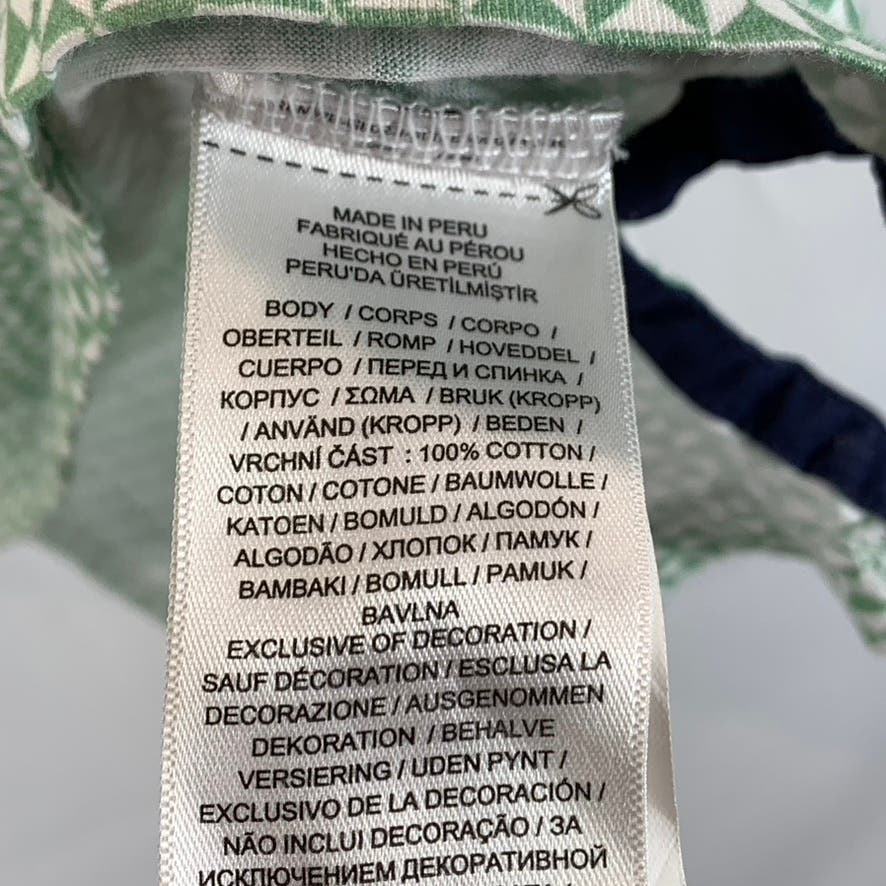 MADE IN PERU
FABRIQUÉ AU PÉROU
HECHO EN PERÚ
PERU'DA ÜRETİLMİŞTİR
BODY / CORPS / CORPO /
OBERTEIL / ROMP / HOVEDDEL /
CUERPO / ПЕРЕД И СПИНКА /
КОРПУС / ΣΩΜΑ / BRUK (KROPP)
/ ANVÄND (KROPP) / BEDEN /
VRCHNÍ ČÁST : 100% COTTON /
COTON / COTONE / BAUMWOLLE /
KATOEN / BOMULD / ALGODÓN /
ALGODÃO / ХЛОПОК / ПАМУК /
BAMBAKI / BOMULL / PAMUK /
BAVLNA
EXCLUSIVE OF DECORATION /
SAUF DÉCORATION / ESCLUSA LA
DECORAZIONE / AUSGENOMMEN
DEKORATION / BEHALVE
VERSIERING / UDEN PYNT /
EXCLUSIVO DE LA DECORACIÓN /
NÃO INCLUI DECORAÇÃO / ЗА
ИСКЛЮЧЕНИЕМ ДЕКОРАТИВНОЙ